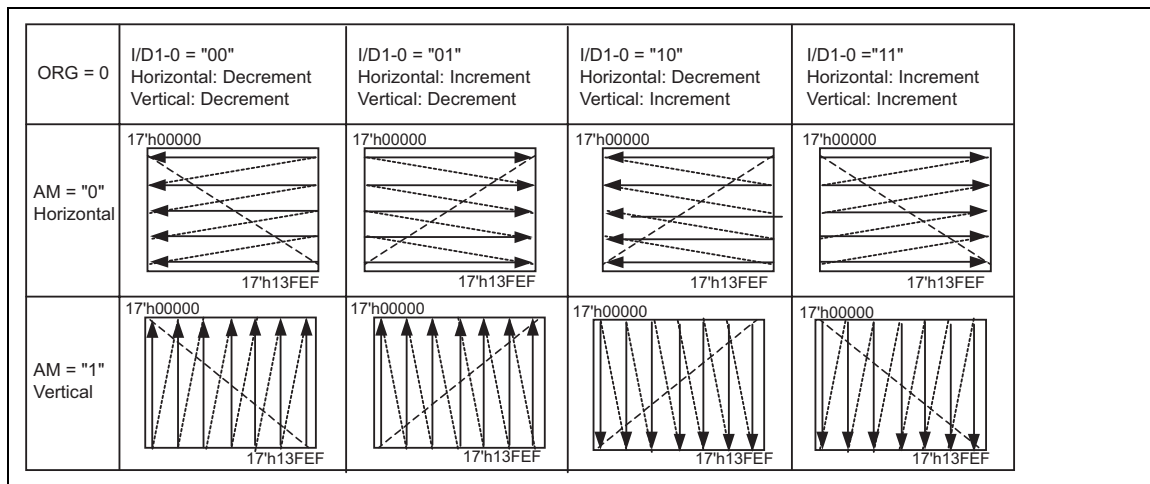 ORG = 0
I/D1-0 = "00"
Horizontal: Decrement
Vertical: Decrement
I/D1-0 = "01"
Horizontal: Increment
Vertical: Decrement
I/D1-0 = "10"
Horizontal: Decrement
Vertical: Increment
I/D1-0 ="11"
Horizontal: Increment
Vertical: Increment
AM = "0"
Horizontal
17'h00000
17'h13FEF
17'h00000
17'h13FEF
17'h00000
17'h13FEF
17'h00000
17'h13FEF
AM = "1"
Vertical
17'h00000
17'h13FEF
17'h00000
17'h13FEF
17'h00000
17'h13FEF
17'h00000
17'h13FEF